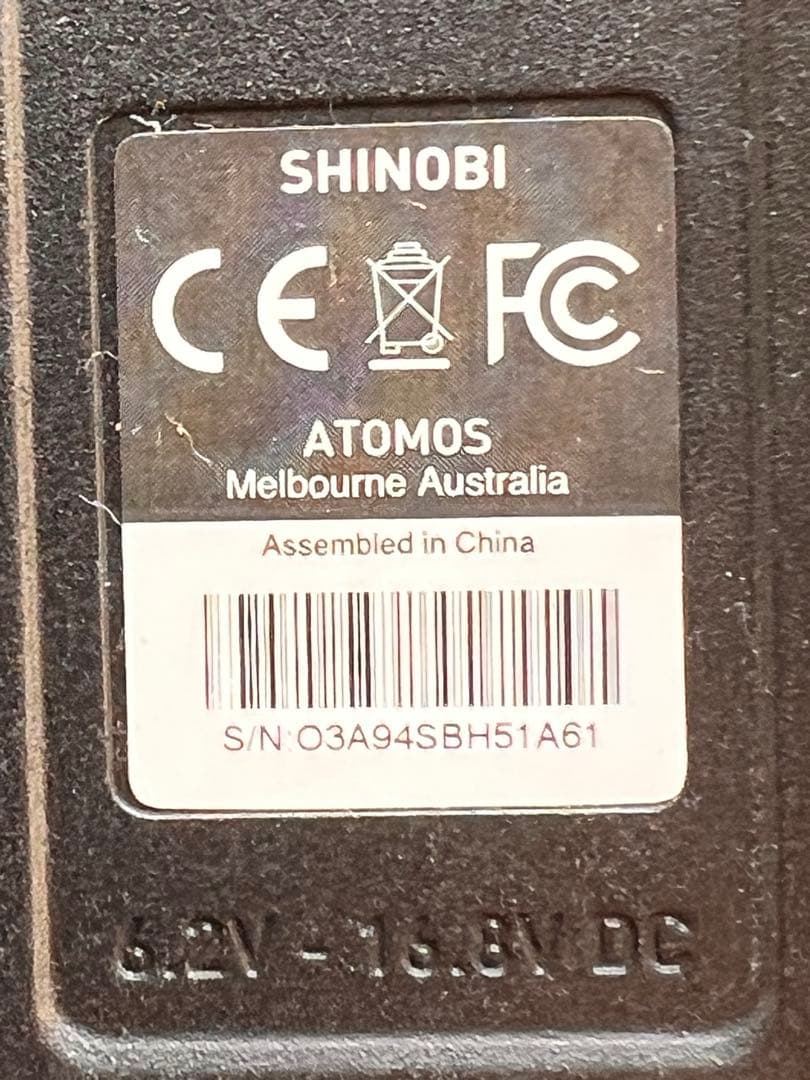 SHINOBI
CE FC
ATOMOS
Melbourne Australia
Assembled in China
S/N:O3A94SBH51A61
6.2V - 16.8V DC